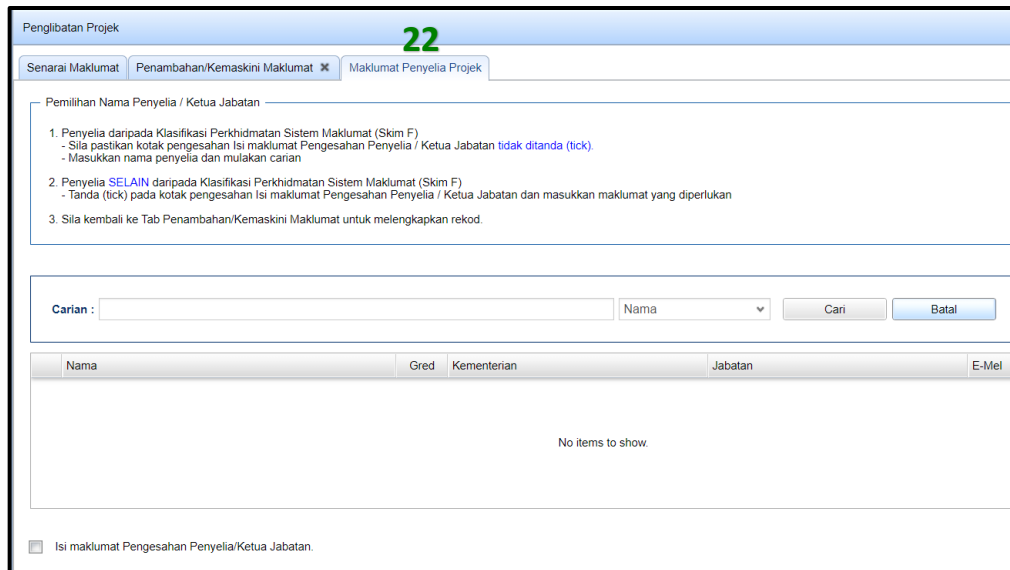 Penglibatan Projek
22
Senarai Maklumat Penambahan/Kemaskini Maklumat Maklumat Penyelia Projek
Pemilihan Nama Penyelia / Ketua Jabatan
1. Penyelia daripada Klasifikasi Perkhidmatan Sistem Maklumat (Skim F)
- Sila pastikan kotak pengesahan Isi maklumat Pengesahan Penyelia / Ketua Jabatan tidak ditanda (tick).
- Masukkan nama penyelia dan mulakan carian
2. Penyelia SELAIN daripada Klasifikasi Perkhidmatan Sistem Maklumat (Skim F)
- Tanda (tick) pada kotak pengesahan Isi maklumat Pengesahan Penyelia / Ketua Jabatan dan masukkan maklumat yang diperlukan
3. Sila kembali ke Tab Penambahan/Kemaskini Maklumat untuk melengkapkan rekod.
Carian : Nama Cari Batal
Nama Gred Kementerian Jabatan E-Mel
No items to show.
Isi maklumat Pengesahan Penyelia/Ketua Jabatan.